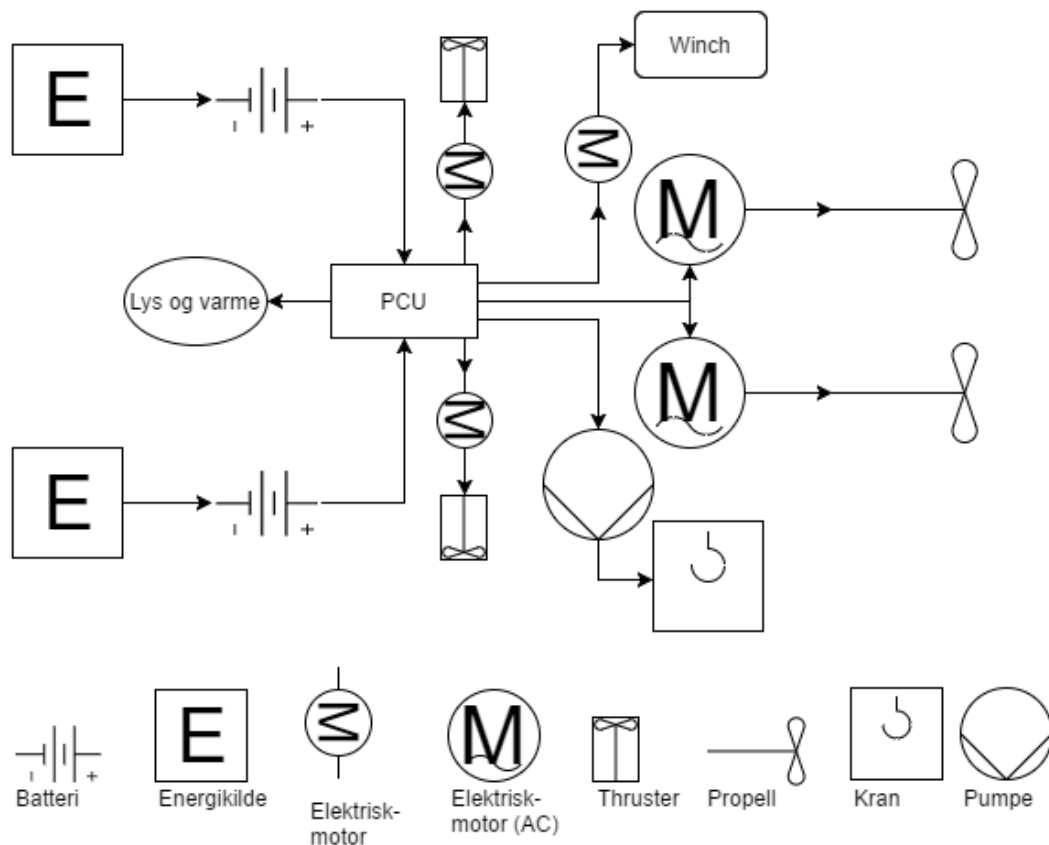 Winch
E
M
M
M
Lys og varme
PCU
M
M
E
E
M
M
Batteri
Energikilde
Elektrisk-
motor
Elektrisk-
motor (AC)
Thruster
Propell
Kran
Pumpe